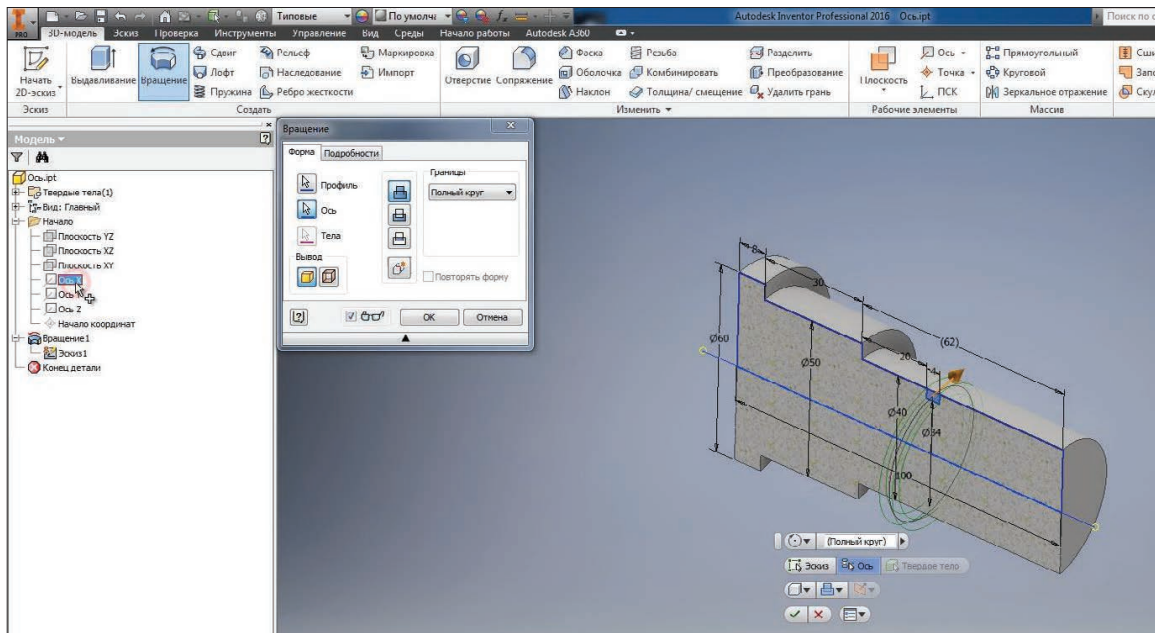 PRO
Типовые
По умолч
Autodesk Inventor Professional 2016 Ось.ipt
Поиск по с
3D-модель Эскиз Проверка Инструменты Управление Вид Среды Начало работы Autodesk A360
Начать 2D-эскиз
Выдавливание Вращение
Сдвиг
Лофт
Пружина
Рельеф
Наследование
Ребро жесткости
Маркировка
Импорт
Отверстие Сопряжение
Фаска
Оболочка
Наклон
Резьба
Комбинировать
Толщина/ смещение
Разделить
Преобразование
Удалить грань
Плоскость
Ось
Точка
ПСК
Прямоугольный
Круговой
Зеркальное отражение
Сши
Запо
Ску
Эскиз Создать Изменить Рабочие элементы Массив
Модель
Ось.ipt
Твердые тела(1)
Вид: Главный
Начало
Плоскость YZ
Плоскость XZ
Плоскость XY
Ось X
Ось
Ось Z
Начало координат
Вращение1
Эскиз1
Конец детали
Вращение
Форма Подробности
Профиль
Ось
Тела
Вывод
Границы
Полный круг
Повторять форму
OK Отмена
8
30
(62)
Ø60
Ø50
20
4
Ø40
Ø34
100
(Полный круг)
Эскиз Ось Твердое тело